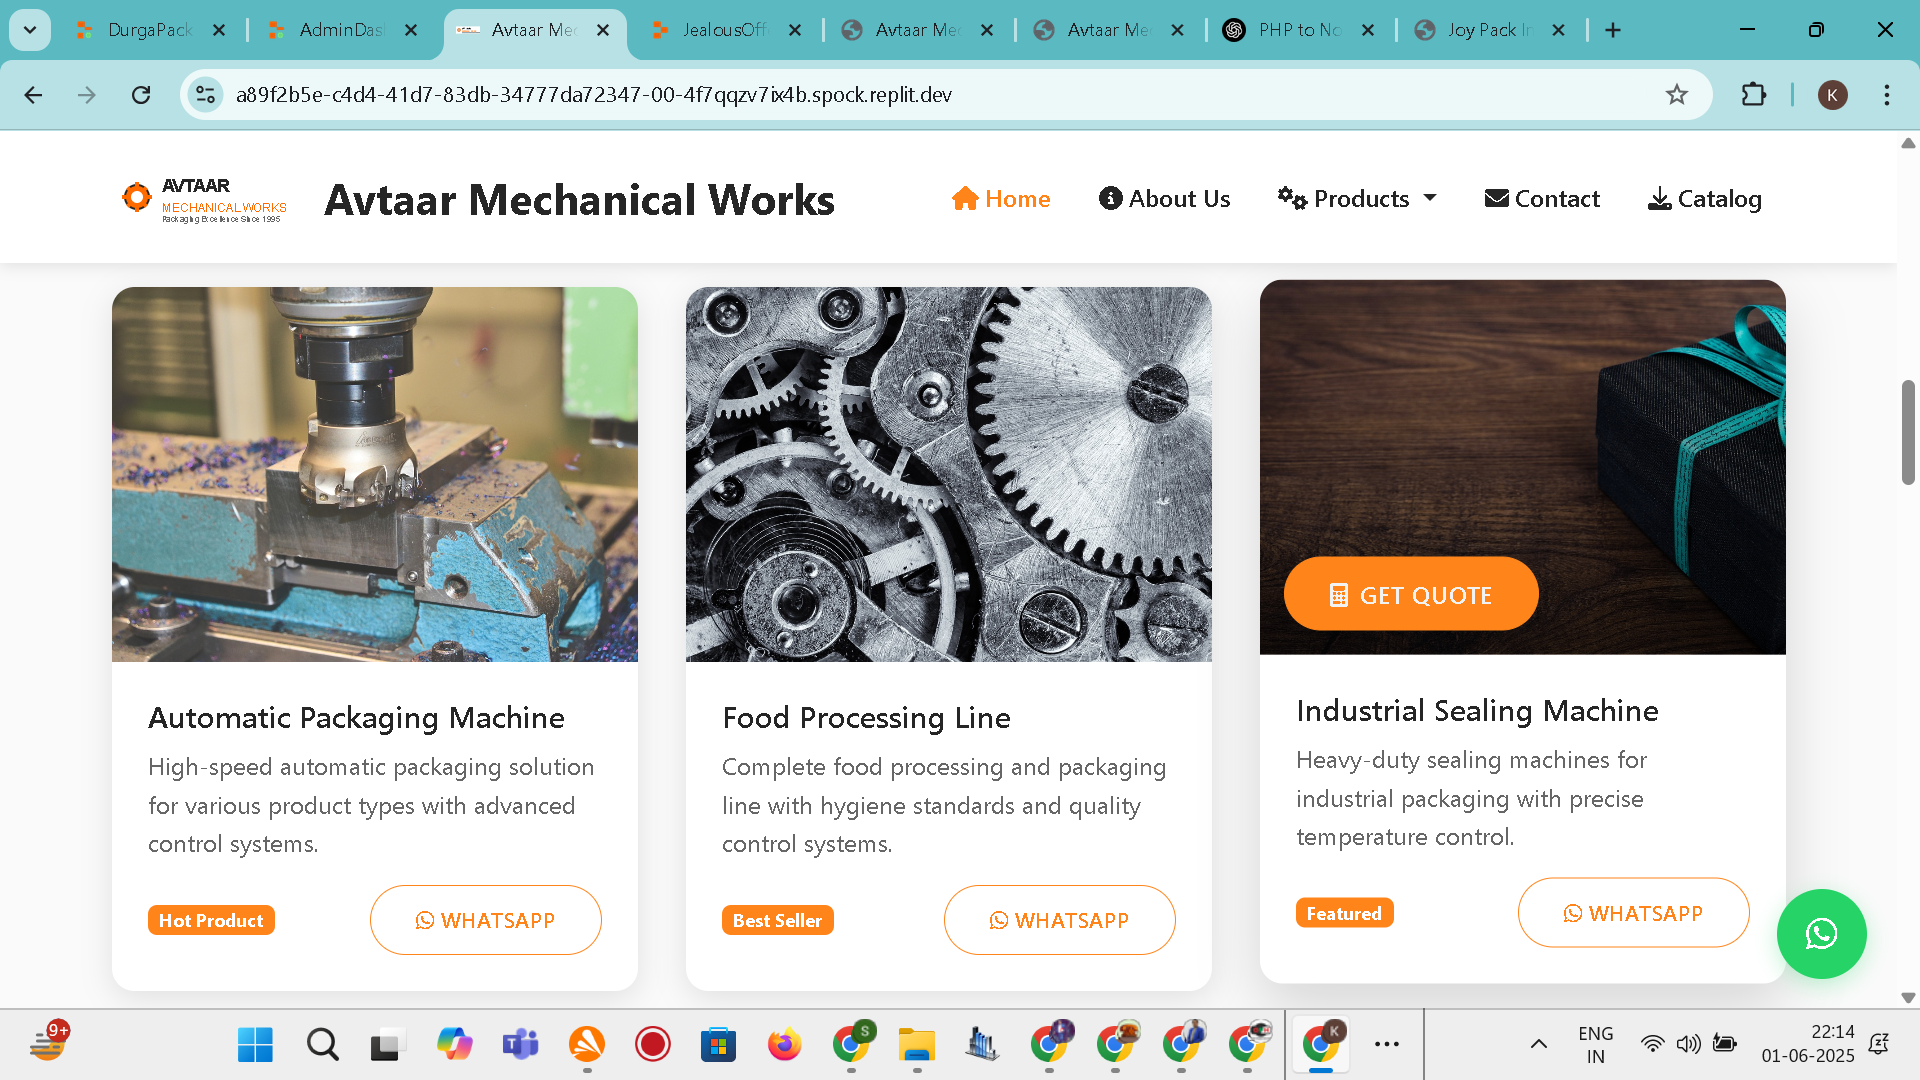 DurgaPack
AdminDas
Avtaar Mec
JealousOff
Avtaar Mec
Avtaar Me
PHP to No
Joy Pack In
a89f2b5e-c4d4-41d7-83db-34777da72347-00-4f7qqzv7ix4b.spock.replit.dev
K
AVTAAR
MECHANICAL WORKS
Packaging Excellence Since 1995
Avtaar Mechanical Works
Home
About Us
Products
Contact
Catalog
GET QUOTE
Automatic Packaging Machine
High-speed automatic packaging solution
for various product types with advanced
control systems.
Hot Product
WHATSAPP
Food Processing Line
Complete food processing and packaging
line with hygiene standards and quality
control systems.
Best Seller
WHATSAPP
Industrial Sealing Machine
Heavy-duty sealing machines for
industrial packaging with precise
temperature control.
Featured
WHATSAPP
9+
S
K
ENG
IN
22:14
01-06-2025